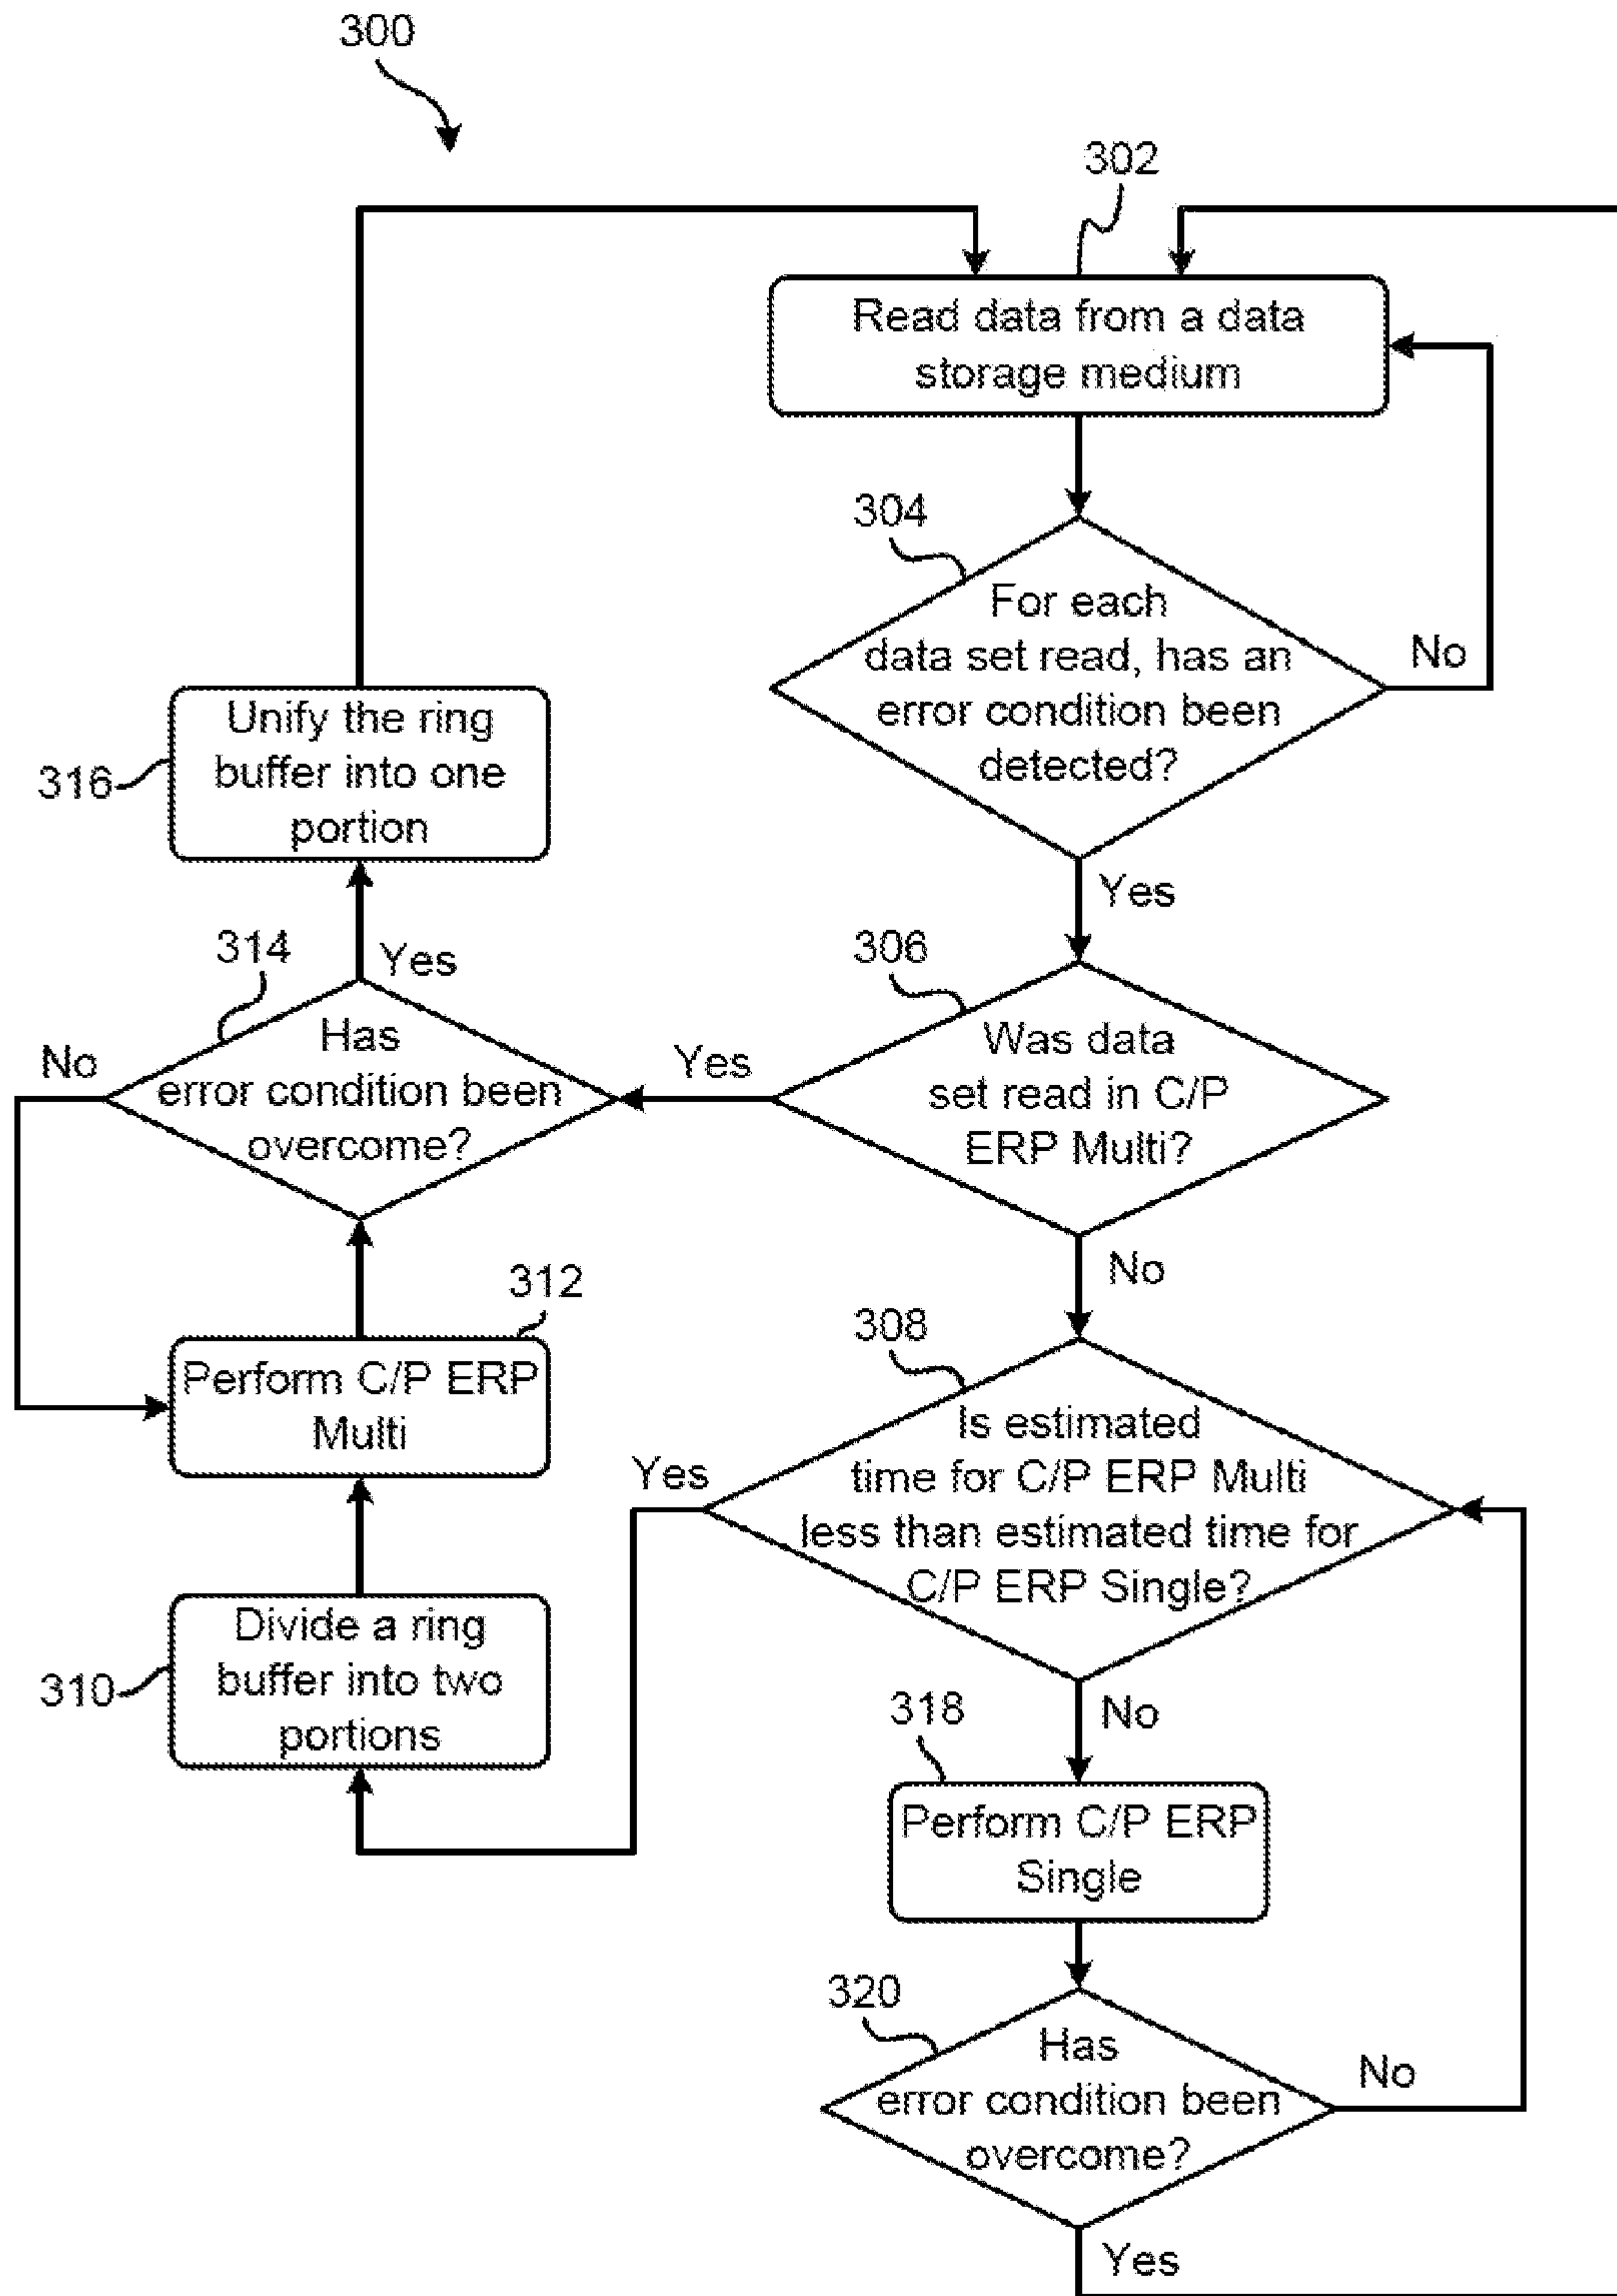 300
302
Read data from a data
storage medium
304
For each
data set read, has an
error condition been
detected?
No
Yes
316
Unify the ring
buffer into one
portion
314
Yes
Has
error condition been
overcome?
No
306
Was data
set read in C/P
ERP Multi?
Yes
No
312
Perform C/P ERP
Multi
308
Is estimated
time for C/P ERP Multi
less than estimated time for
C/P ERP Single?
Yes
No
310
Divide a ring
buffer into two
portions
318
Perform C/P ERP
Single
320
Has
error condition been
overcome?
No
Yes